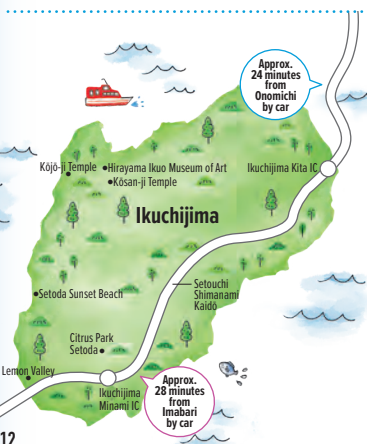 Approx.
24 minutes
from
Onomichi
by car
Kōjō-ji Temple
Hirayama Ikuo Museum of Art
Kōsan-ji Temple
Ikuchijima Kita IC
Ikuchijima
Setouchi
Shimanami
Kaidō
Setoda Sunset Beach
Citrus Park
Setoda
Lemon Valley
Ikuchijima
Minami IC
Approx.
28 minutes
from
Imabari
by car
12